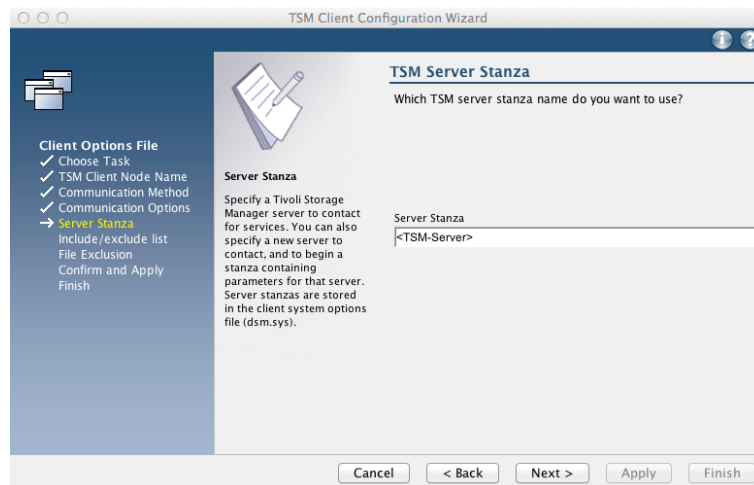 TSM Client Configuration Wizard
TSM Server Stanza
Which TSM server stanza name do you want to use?
Client Options File
Choose Task
TSM Client Node Name
Communication Method
Communication Options
Server Stanza
Include/exclude list
File Exclusion
Confirm and Apply
Finish
Server Stanza
Specify a Tivoli Storage
Manager server to contact
for services. You can also
specify a new server to
contact, and to begin a
stanza containing
parameters for that server.
Server stanzas are stored
in the client system options
file (dsm.sys).
Server Stanza
<TSM-Server>
Cancel
< Back
Next >
Apply
Finish